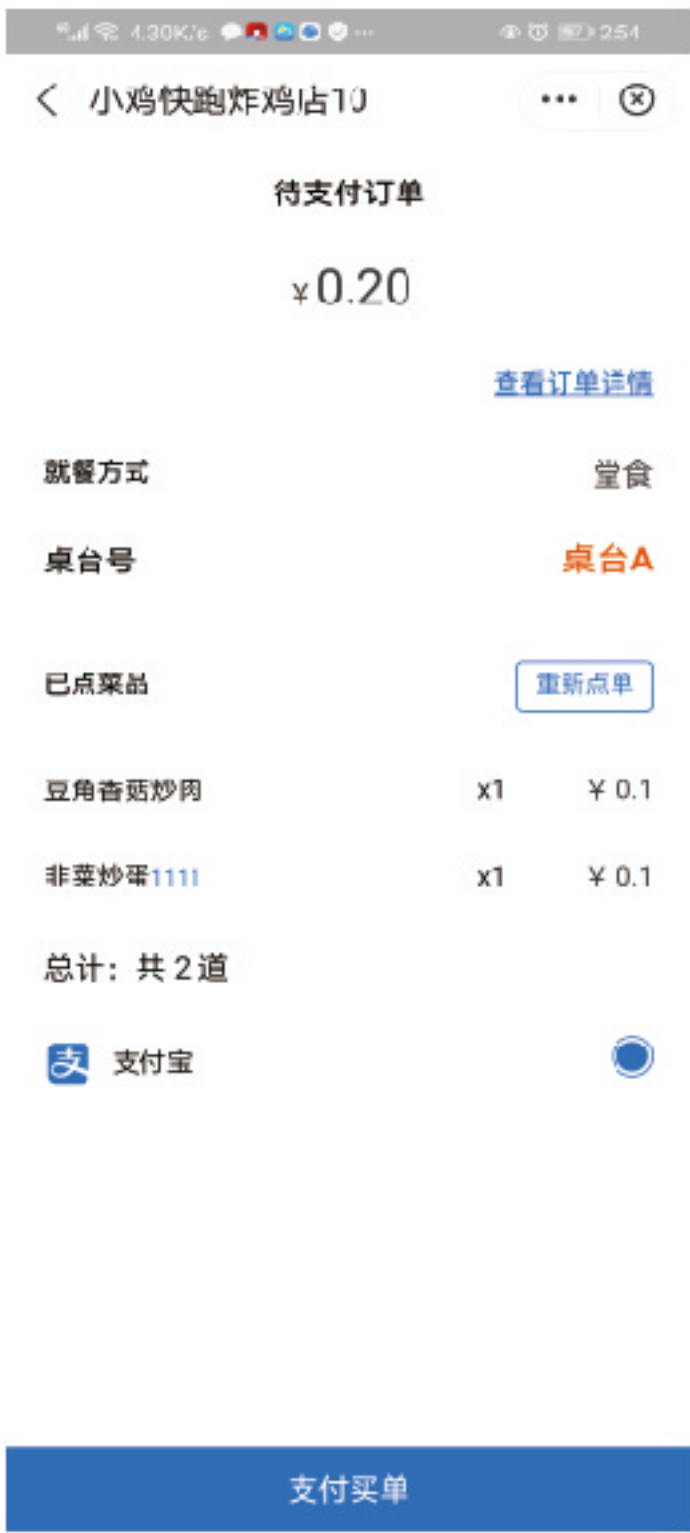 4.30K/s ... 2:54
小鸡快跑炸鸡店10
待支付订单
¥0.20
查看订单详情
就餐方式 堂食
桌台号 桌台A
已点菜品 重新点单
豆角香菇炒肉 x1 ¥ 0.1
韭菜炒蛋1111 x1 ¥ 0.1
总计：共2道
支 支付宝
支付买单